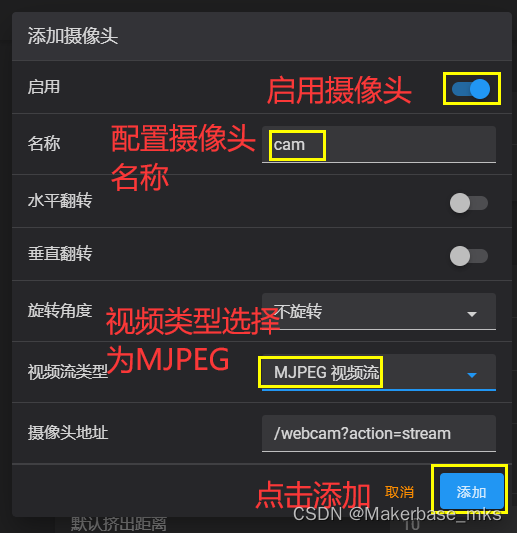 添加摄像头
启用
启用摄像头
名称
配置摄像头
名称
cam
水平翻转
垂直翻转
旋转角度
不旋转
视频类型选择
为MJPEG
视频流类型
MJPEG 视频流
摄像头地址
/webcam?action=stream
点击添加
取消
添加
CSDN @Makerbase_mks
默认挤出距离
10